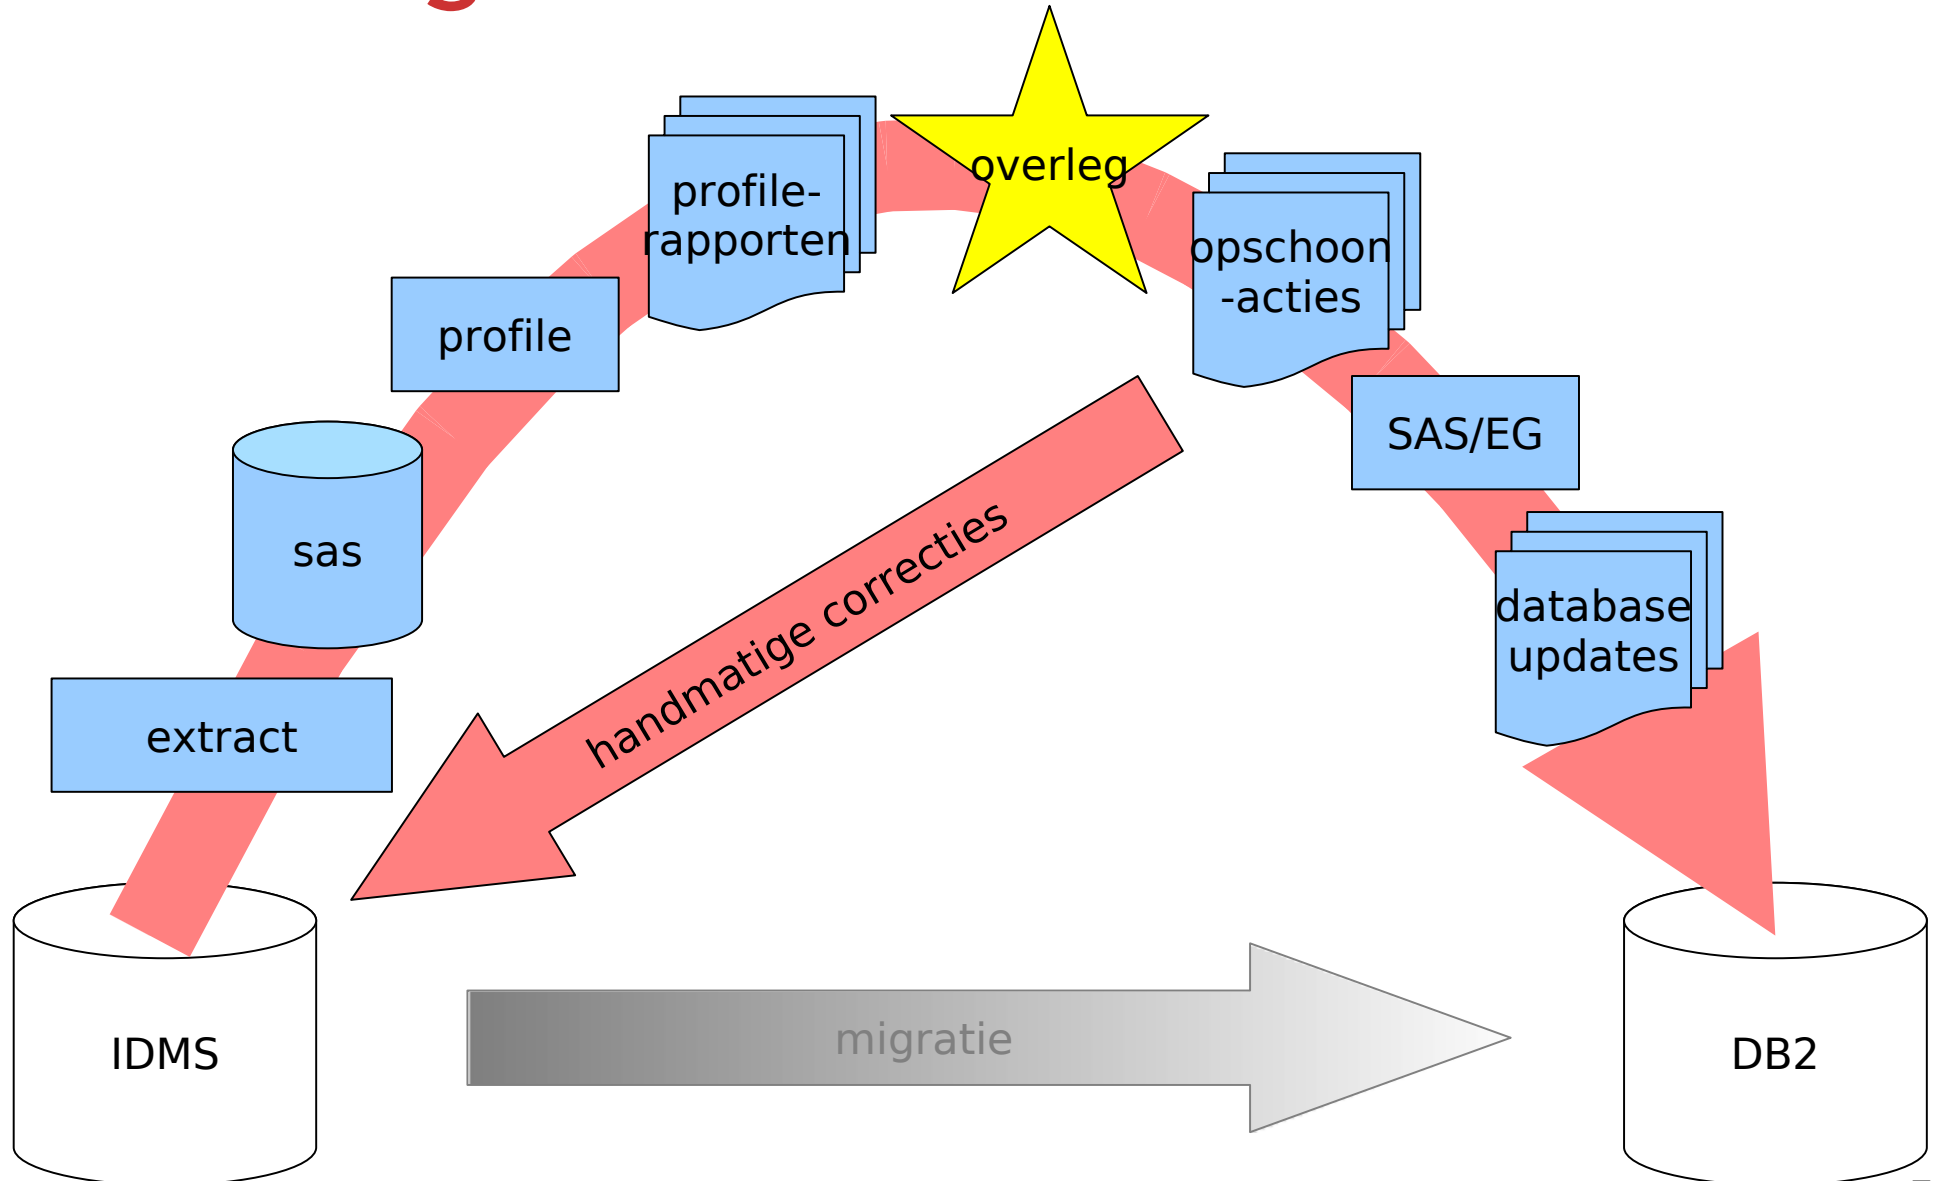 overleg
profile-
rapporten
opschoon
-acties
profile
SAS/EG
sas
handmatige correcties
database
updates
extract
IDMS
migratie
DB2